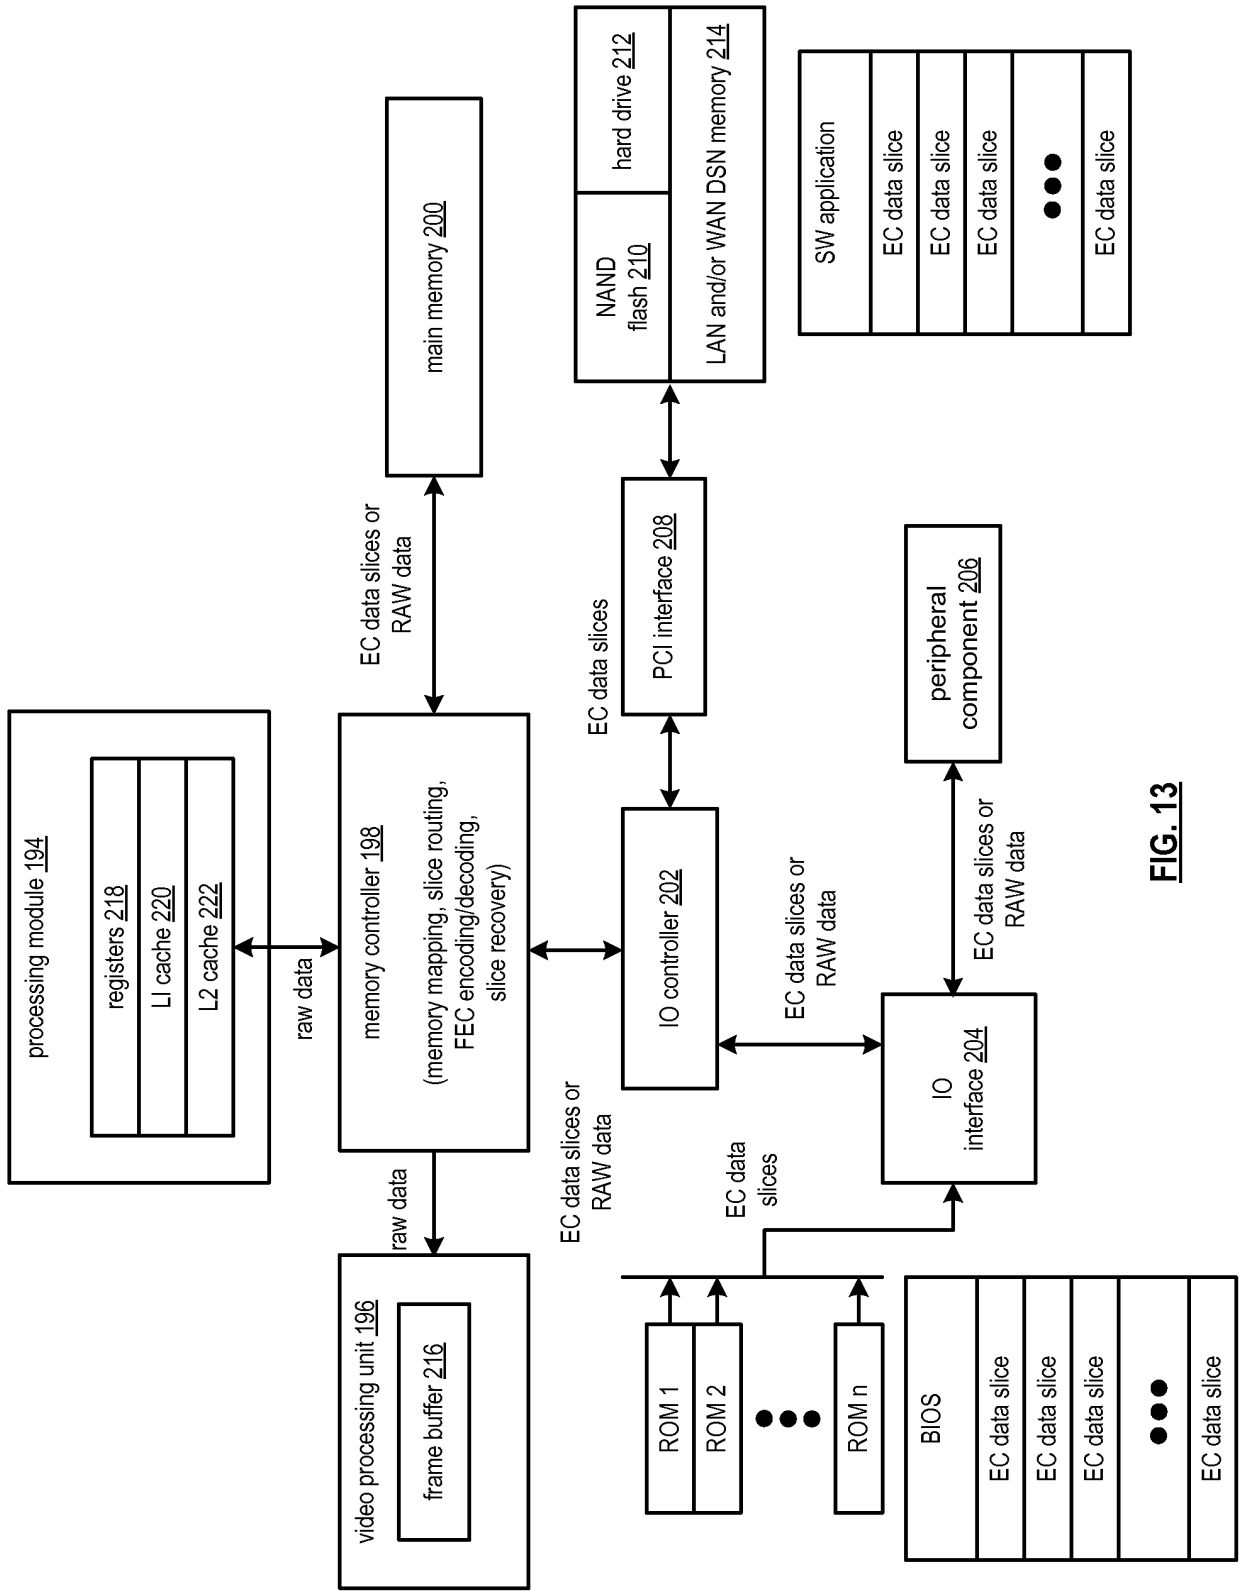 processing module 194
registers 218
LI cache 220
L2 cache 222
raw data
video processing unit 196
frame buffer 216
raw data
memory controller 198
(memory mapping, slice routing,
FEC encoding/decoding,
slice recovery)
EC data slices or
RAW data
main memory 200
EC data slices or
RAW data
IO controller 202
EC data slices
PCI interface 208
NAND
flash 210
hard drive 212
LAN and/or WAN DSN memory 214
ROM 1
ROM 2
ROM n
EC data
slices
EC data slices or
RAW data
IO
interface 204
EC data slices or
RAW data
peripheral
component 206
SW application
EC data slice
EC data slice
EC data slice
EC data slice
BIOS
EC data slice
EC data slice
EC data slice
EC data slice
FIG. 13